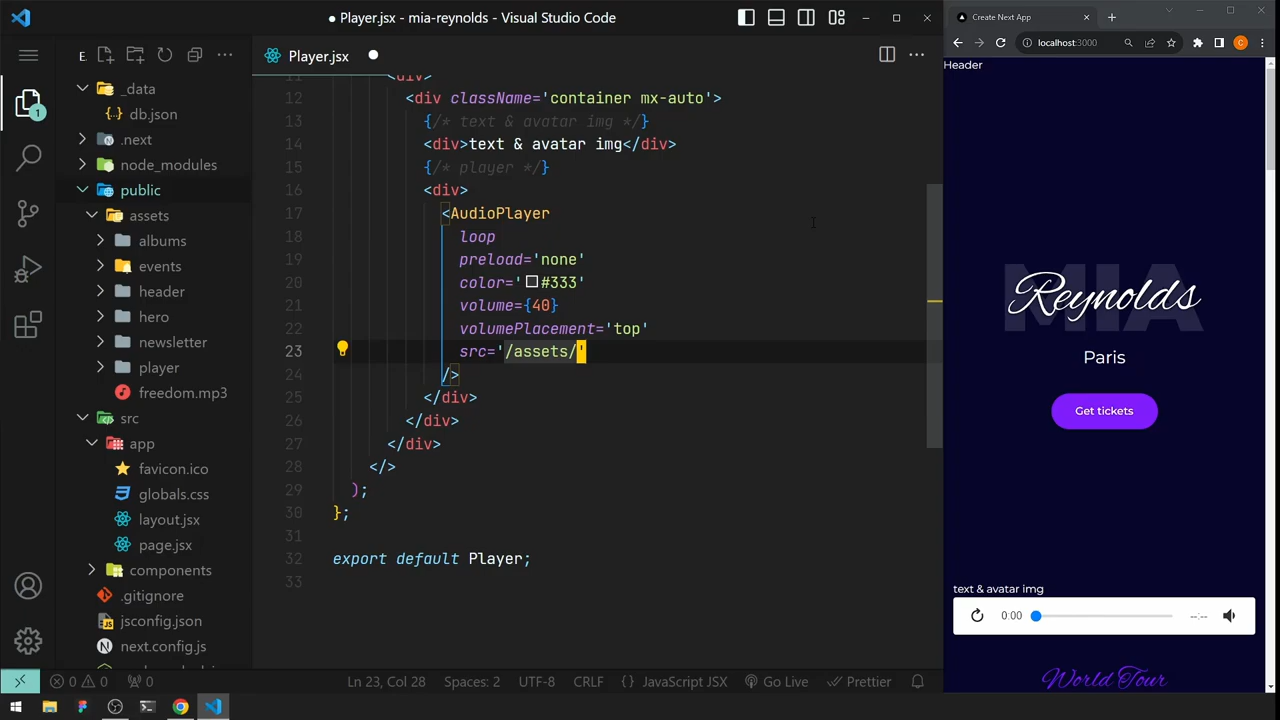 ● Player.jsx - mia-reynolds - Visual Studio Code
E.
_data
{..} db.json
.next
node_modules
public
assets
albums
events
header
hero
newsletter
player
freedom.mp3
src
app
favicon.ico
globals.css
layout.jsx
page.jsx
components
.gitignore
jsconfig.json
next.config.js
1
Player.jsx
11 <div>
12 <div className='container mx-auto'>
13 {/* text & avatar img */}
14 <div>text & avatar img</div>
15 {/* player */}
16 <div>
17 <AudioPlayer
18 loop
19 preload='none'
20 color='#333'
21 volume={40}
22 volumePlacement='top'
23 src='/assets/'
24 />
25 </div>
26 </div>
27 </div>
28 </>
29 );
30 };
31
32 export default Player;
33
0 0 0 Ln 23, Col 28 Spaces: 2 UTF-8 CRLF {} JavaScript JSX Go Live Prettier
Create Next App
localhost:3000
C
Header
MIA
Reynolds
Paris
Get tickets
text & avatar img
0:00 --:--
World Tour